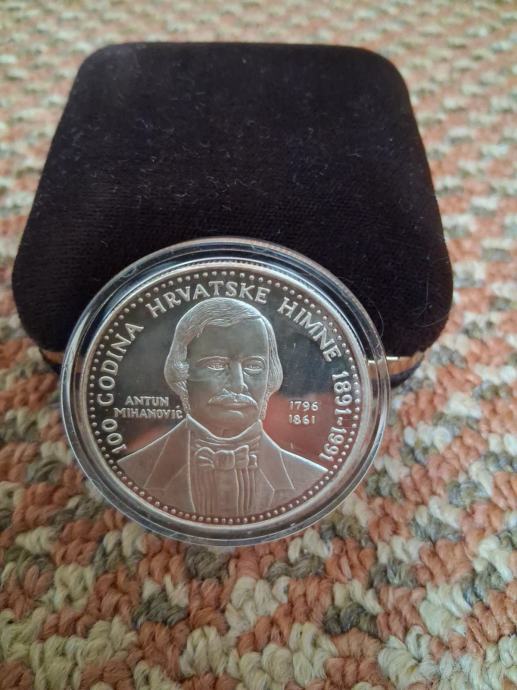 100 GODINA HRVATSKE HIMNE 1891-1991
ANTUN
MIHANOVIĆ
1796
1861